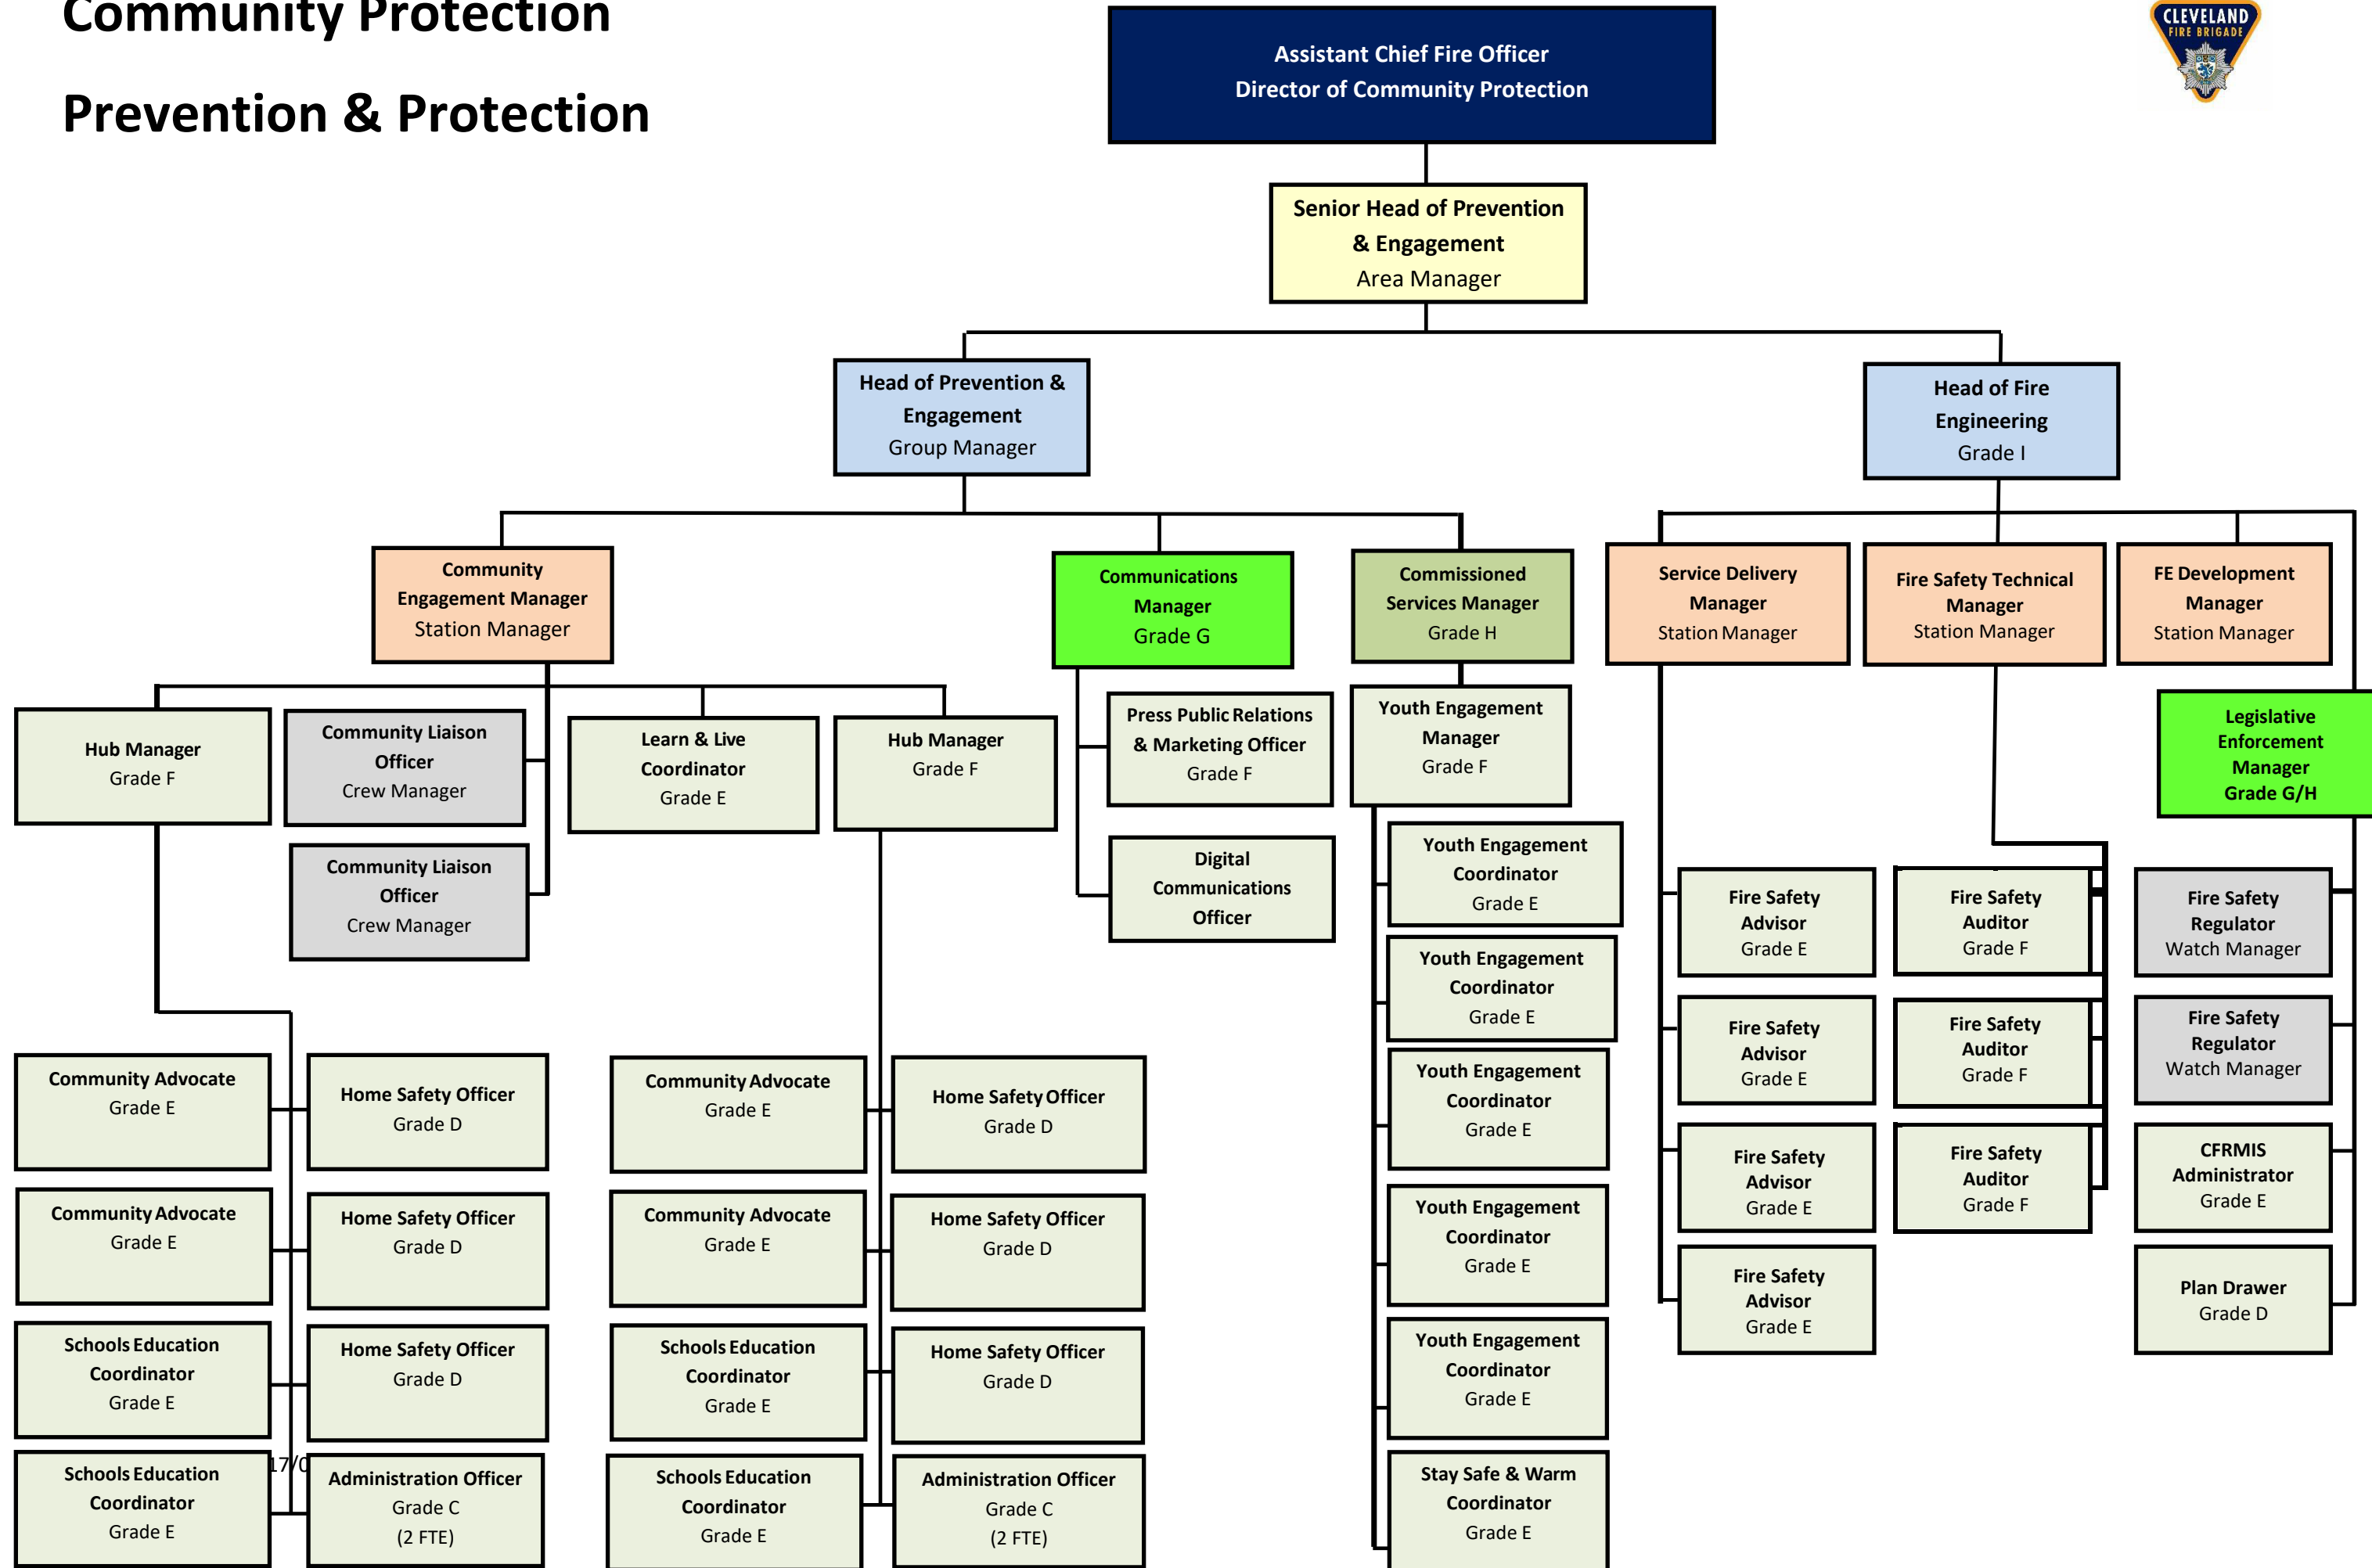 Community Protection
Prevention & Protection
CLEVELAND
FIRE BRIGADE
Assistant Chief Fire Officer
Director of Community Protection
Senior Head of Prevention
& Engagement
Area Manager
Head of Prevention &
Engagement
Group Manager
Head of Fire
Engineering
Grade I
Community
Engagement Manager
Station Manager
Communications
Manager
Grade G
Commissioned
Services Manager
Grade H
Service Delivery
Manager
Station Manager
Fire Safety Technical
Manager
Station Manager
FE Development
Manager
Station Manager
Hub Manager
Grade F
Community Liaison
Officer
Crew Manager
Community Liaison
Officer
Crew Manager
Learn & Live
Coordinator
Grade E
Hub Manager
Grade F
Press Public Relations
& Marketing Officer
Grade F
Digital
Communications
Officer
Youth Engagement
Manager
Grade F
Legislative
Enforcement
Manager
Grade G/H
Community Advocate
Grade E
Home Safety Officer
Grade D
Community Advocate
Grade E
Home Safety Officer
Grade D
Schools Education
Coordinator
Grade E
Home Safety Officer
Grade D
Schools Education
Coordinator
Grade E
17/0
Administration Officer
Grade C
(2 FTE)
Community Advocate
Grade E
Home Safety Officer
Grade D
Community Advocate
Grade E
Home Safety Officer
Grade D
Schools Education
Coordinator
Grade E
Home Safety Officer
Grade D
Schools Education
Coordinator
Grade E
Administration Officer
Grade C
(2 FTE)
Youth Engagement
Coordinator
Grade E
Youth Engagement
Coordinator
Grade E
Youth Engagement
Coordinator
Grade E
Youth Engagement
Coordinator
Grade E
Youth Engagement
Coordinator
Grade E
Stay Safe & Warm
Coordinator
Grade E
Fire Safety
Advisor
Grade E
Fire Safety
Advisor
Grade E
Fire Safety
Advisor
Grade E
Fire Safety
Advisor
Grade E
Fire Safety
Auditor
Grade F
Fire Safety
Auditor
Grade F
Fire Safety
Auditor
Grade F
Fire Safety
Regulator
Watch Manager
Fire Safety
Regulator
Watch Manager
CFRMIS
Administrator
Grade E
Plan Drawer
Grade D